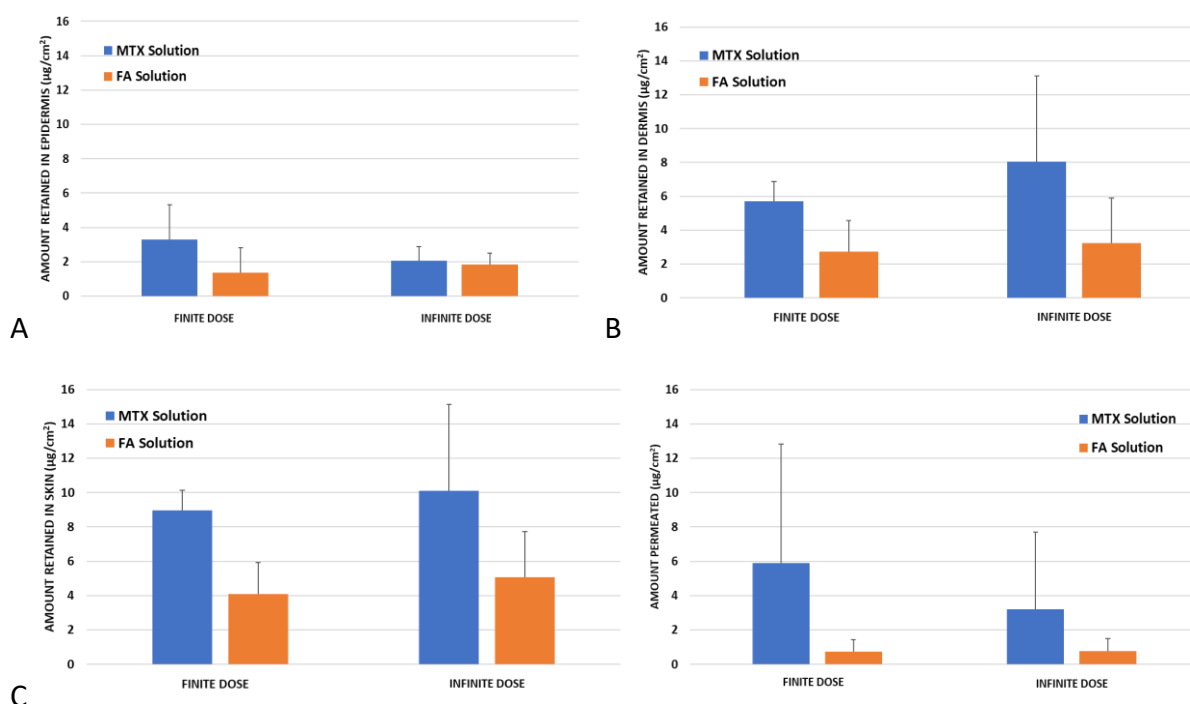 AMOUNT RETAINED IN EPIDERMIS (µg/cm²)
16
14
12
10
8
6
4
2
0
MTX Solution
FA Solution
FINITE DOSE
INFINITE DOSE
A
AMOUNT RETAINED IN DERMIS (µg/cm²)
16
14
12
10
8
6
4
2
0
MTX Solution
FA Solution
FINITE DOSE
INFINITE DOSE
B
AMOUNT RETAINED IN SKIN (µg/cm²)
16
14
12
10
8
6
4
2
0
MTX Solution
FA Solution
FINITE DOSE
INFINITE DOSE
C
AMOUNT PERMEATED (µg/cm²)
16
14
12
10
8
6
4
2
0
MTX Solution
FA Solution
FINITE DOSE
INFINITE DOSE